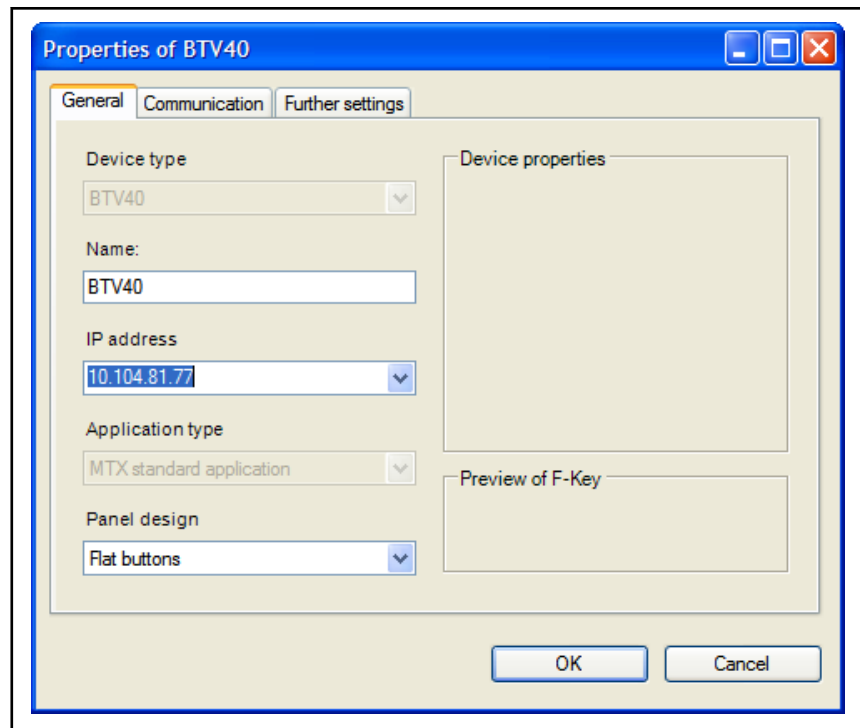 Properties of BTV40
General Communication Further settings
Device type
BTV40
Name:
BTV40
IP address
10.104.81.77
Application type
MTX standard application
Panel design
Flat buttons
Device properties
Preview of F-Key
OK Cancel